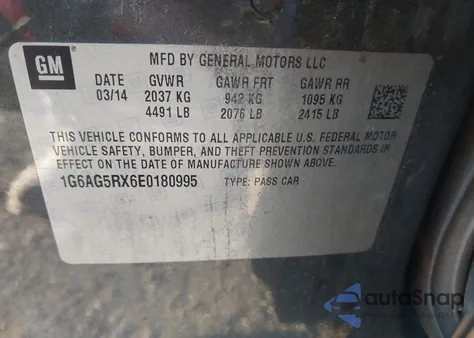 GM
MFD BY GENERAL MOTORS LLC
DATE GVWR GAWR FRT GAWR RR
03/14 2037 KG 942 KG 1095 KG
4491 LB 2076 LB 2415 LB
THIS VEHICLE CONFORMS TO ALL APPLICABLE U.S. FEDERAL MOTOR
VEHICLE SAFETY, BUMPER, AND THEFT PREVENTION STANDARDS IN
EFFECT ON THE DATE OF MANUFACTURE SHOWN ABOVE.
1G6AG5RX6E0180995 TYPE: PASS CAR
autoSnap